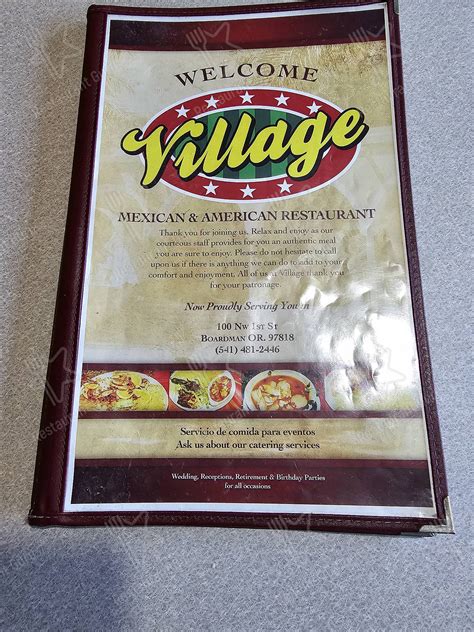 WELCOME
Village
MEXICAN & AMERICAN RESTAURANT
Thank you for joining us. Relax and enjoy as our
courteous staff provides for you an authentic meal
you are sure to enjoy. Please do not hesitate to call
upon us if there is anything we can do to add to your
comfort and enjoyment. All of us at Village thank you
for your patronage.
Now Proudly Serving You in
100 NW 1ST ST
BOARDMAN OR. 97818
(541) 481-2446
Servicio de comida para eventos
Ask us about our catering services
Wedding, Receptions, Retirement & Birthday Parties
for all occasions